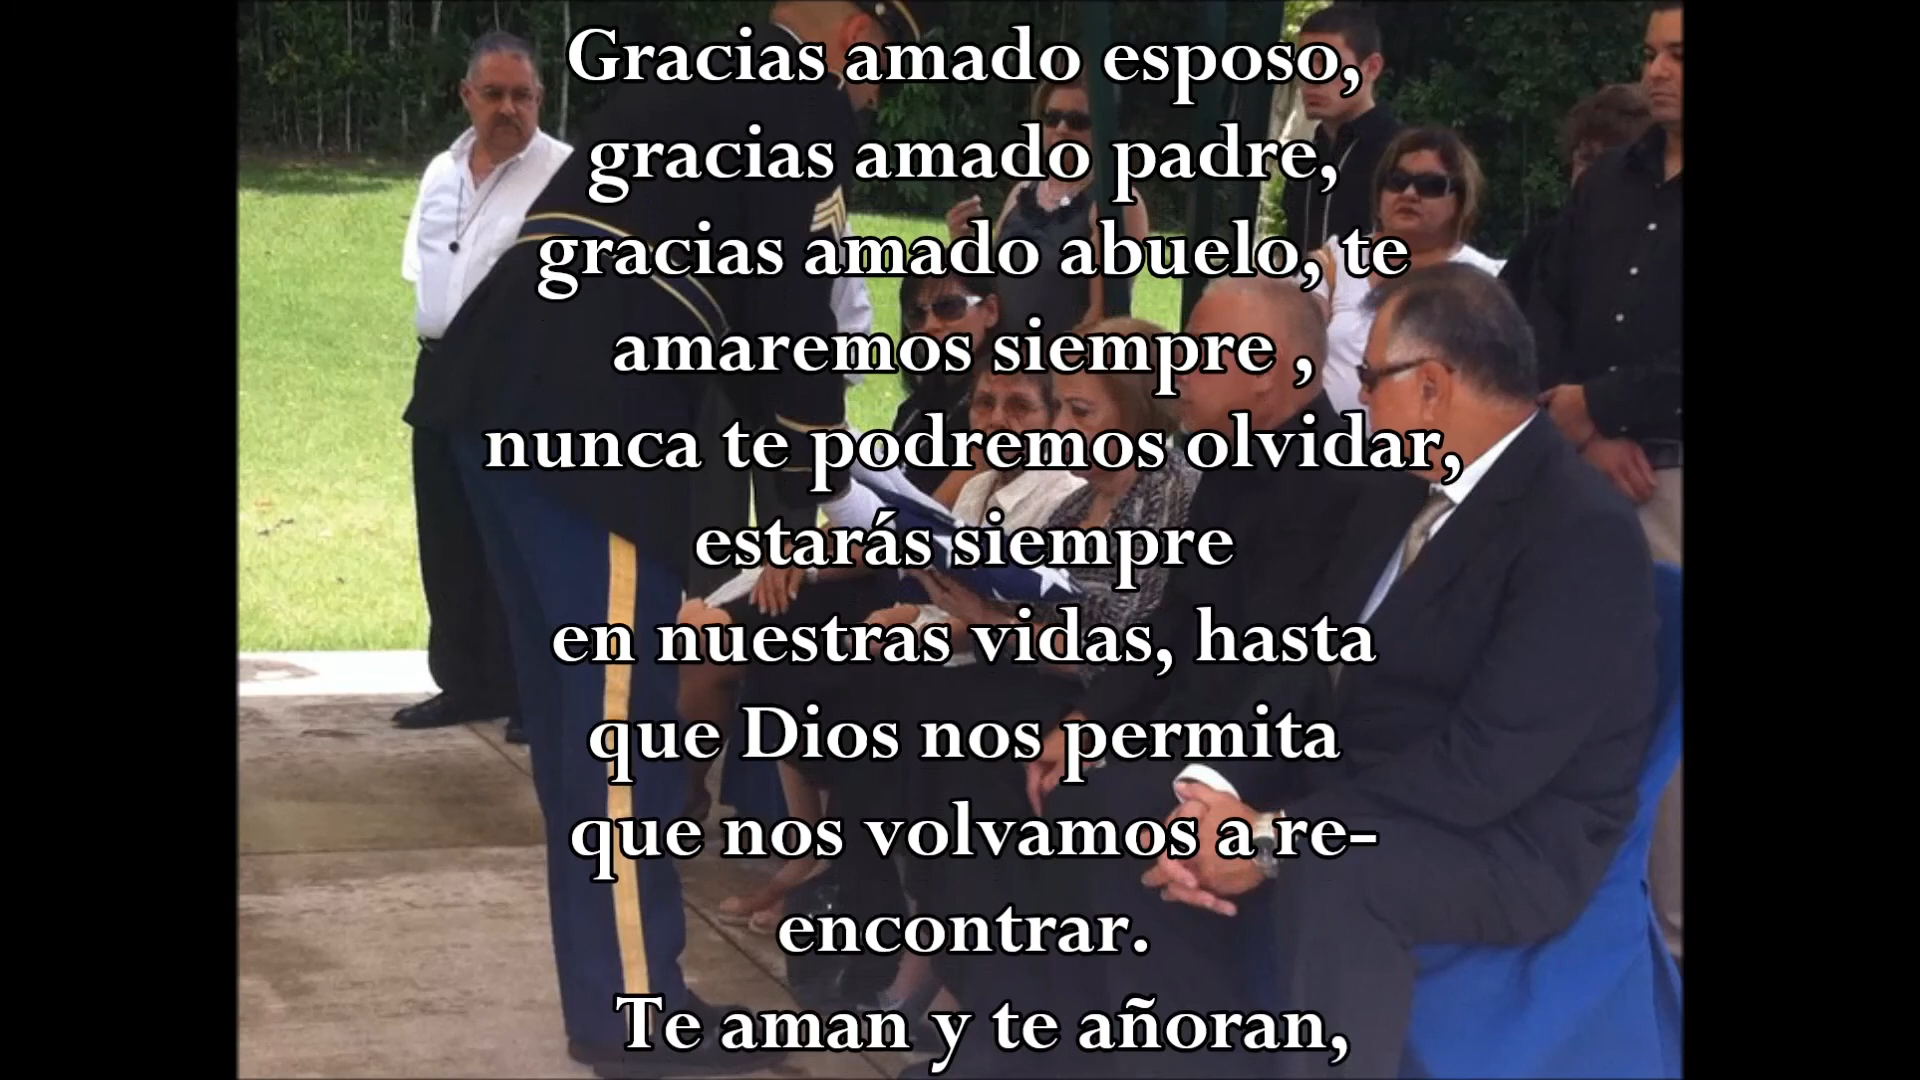 Gracias amado esposo,
gracias amado padre,
gracias amado abuelo, te
amaremos siempre ,
nunca te podremos olvidar,
estarás siempre
en nuestras vidas, hasta
que Dios nos permita
que nos volvamos a re-
encontrar.
Te aman y te añoran,